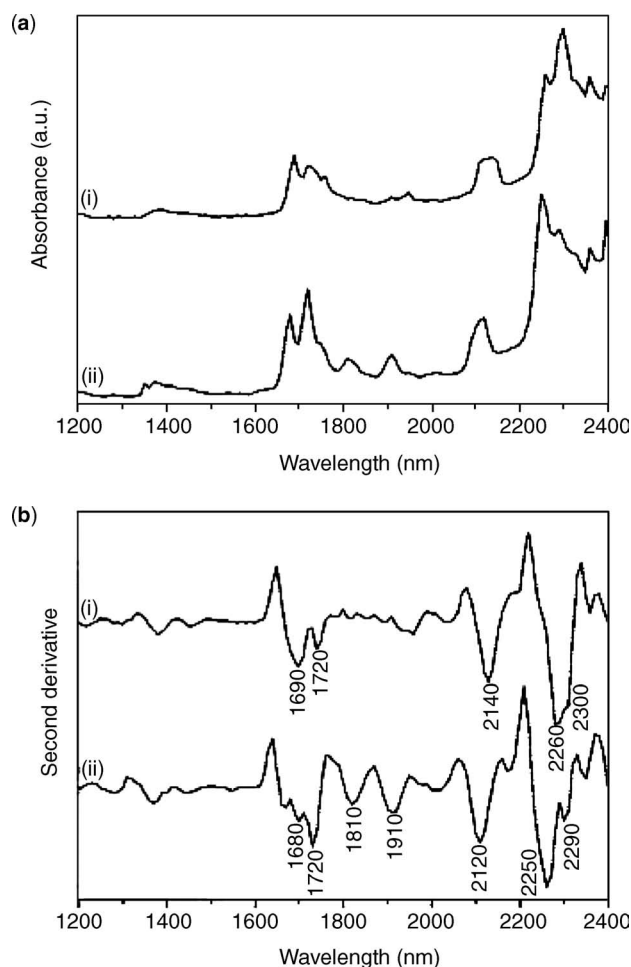 (a)
Absorbance (a.u.)
(i)
(ii)
1200 1400 1600 1800 2000 2200 2400
Wavelength (nm)
(b)
Second derivative
(i)
1690
1720
2140
2260
2300
(ii)
1680
1720
1810
1910
2120
2250
2290
1200 1400 1600 1800 2000 2200 2400
Wavelength (nm)